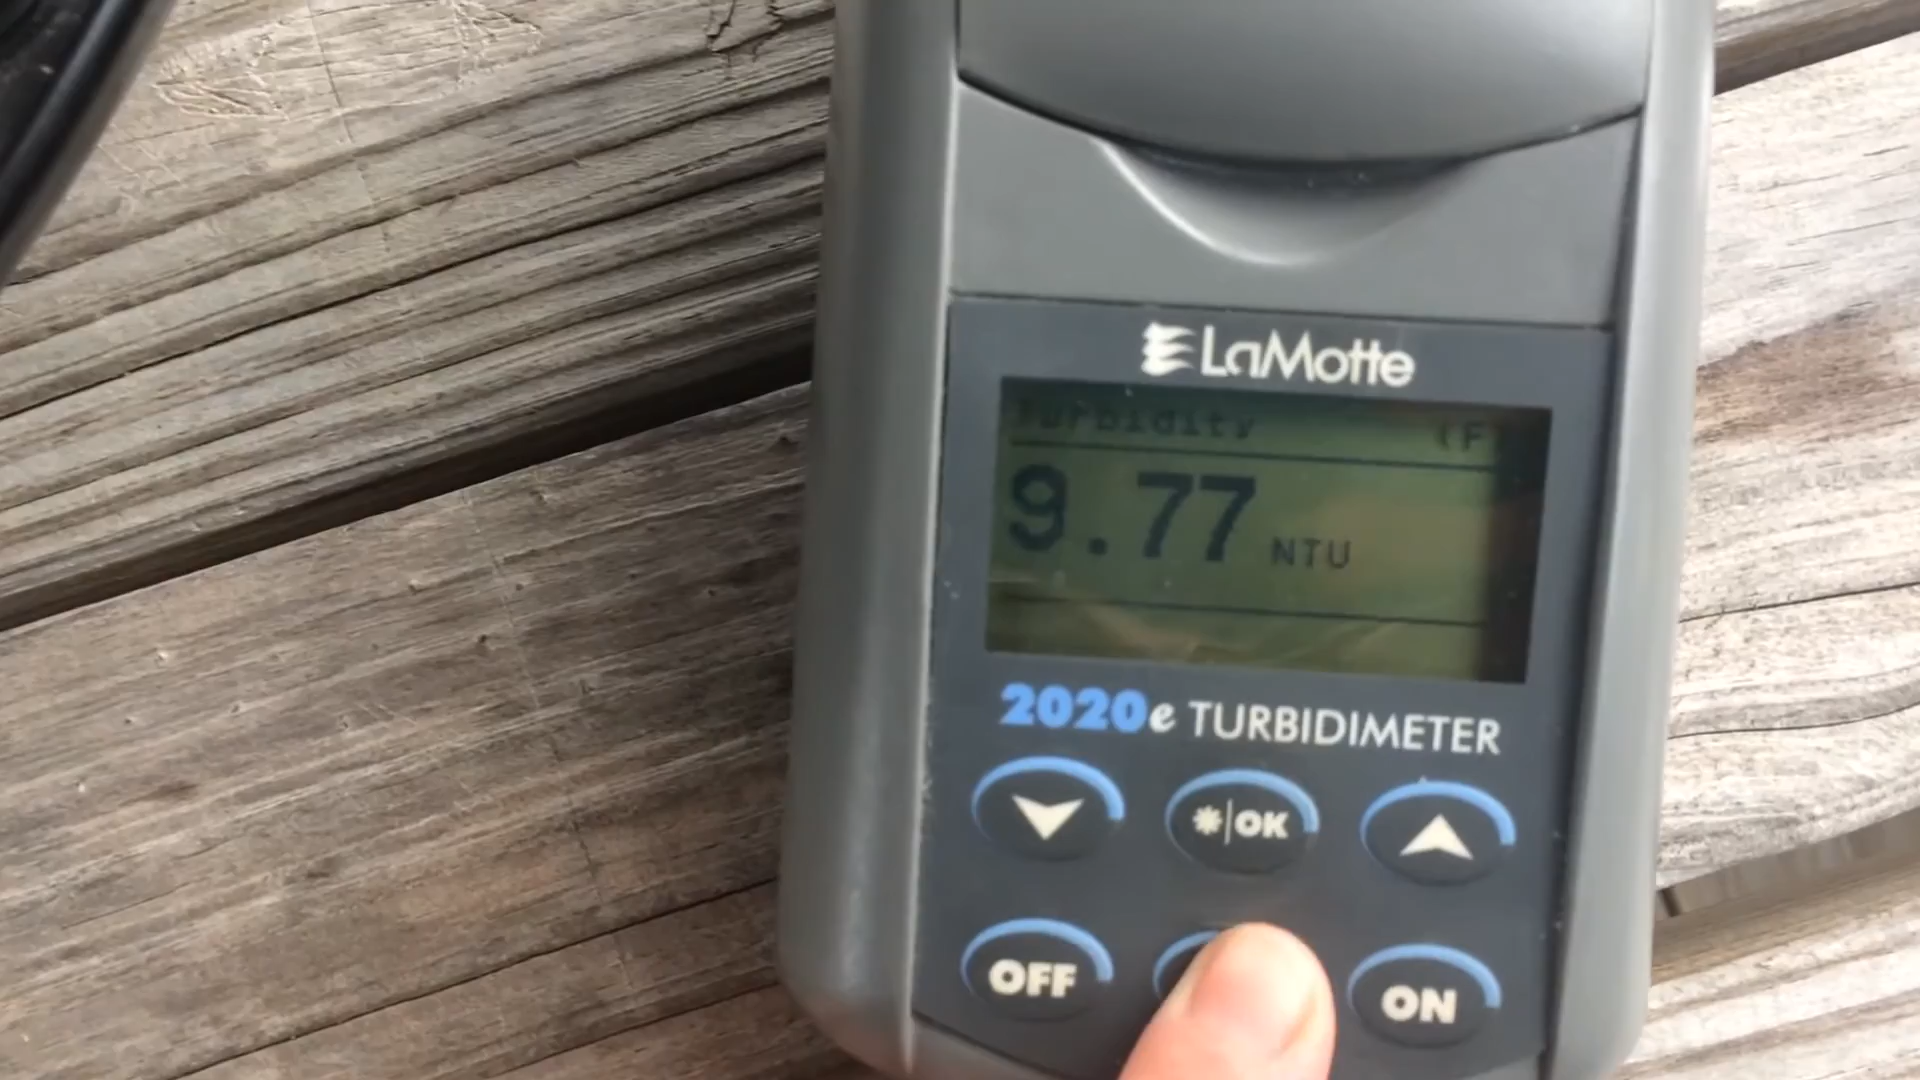 LaMotte
Turbidity (F
9.77 NTU
2020e TURBIDIMETER
*|OK
OFF
ON